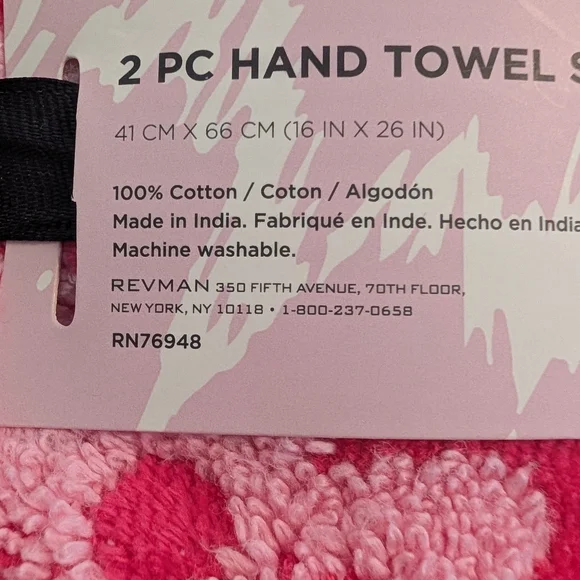 2 PC HAND TOWEL
41 CM X 66 CM (16 IN X 26 IN)
100% Cotton / Coton / Algodón
Made in India. Fabriqué en Inde. Hecho en India
Machine washable.
REVMAN 350 FIFTH AVENUE, 70TH FLOOR,
NEW YORK, NY 10118 • 1-800-237-0658
RN76948